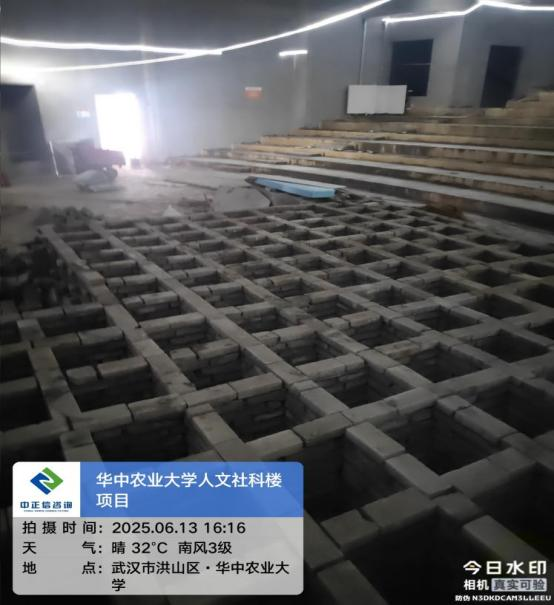 华中农业大学人文社科楼
项目
中正信咨询
拍摄时间：2025.06.13 16:16
天气：晴 32°C 南风3级
地点：武汉市洪山区·华中农业大
学
今日水印
相机 真实可验
防伪 N3DKDCAM3LLEEU